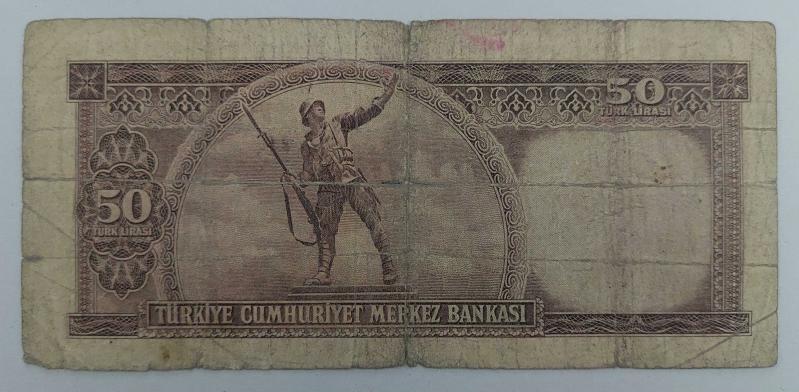 50
TÜRK LİRASI
50
TÜRK LİRASI
TÜRKİYE CUMHURİYET MERKEZ BANKASI